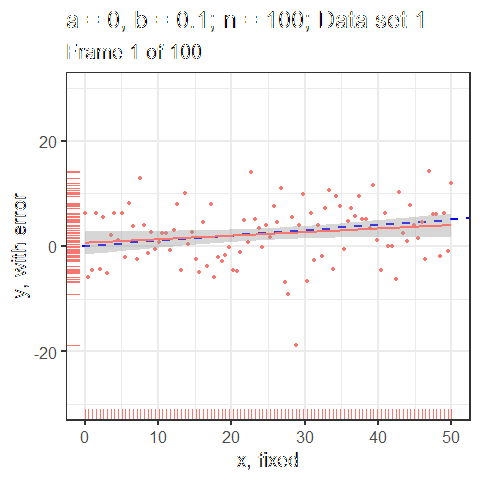 a = 0, b = 0.1; n = 100; Data set 1
Frame 1 of 100
y, with error
20
0
-20
0
10
20
30
40
50
x, fixed